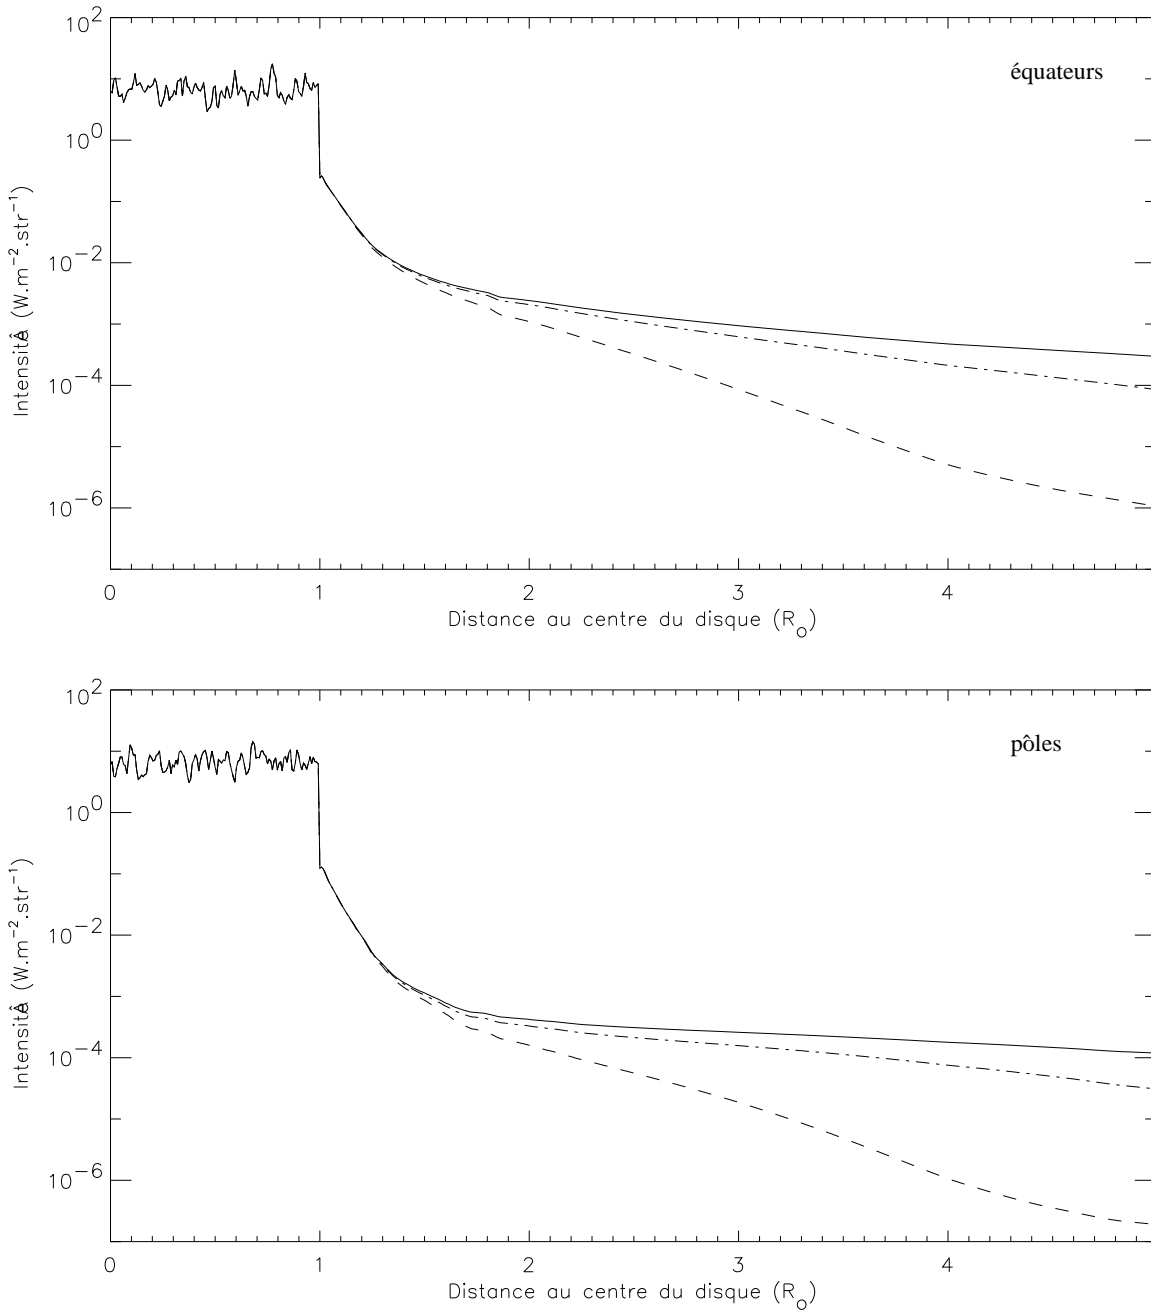 10²
10⁰
10⁻²
10⁻⁴
10⁻⁶
Intensitê (W.m⁻².str⁻¹)
équateurs
0 1 2 3 4
Distance au centre du disque (R_O)
10²
10⁰
10⁻²
10⁻⁴
10⁻⁶
Intensitê (W.m⁻².str⁻¹)
pôles
0 1 2 3 4
Distance au centre du disque (R_O)